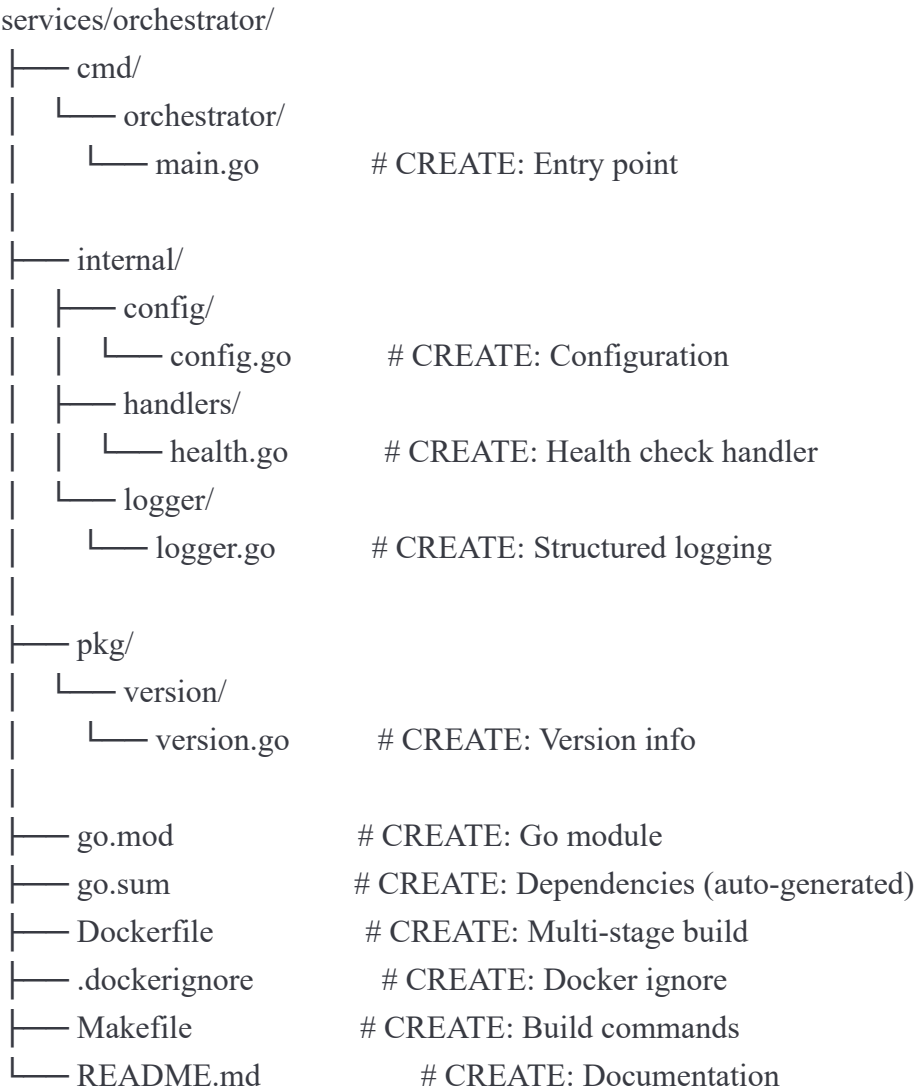 services/orchestrator/
├── cmd/
│   └── orchestrator/
│       └── main.go # CREATE: Entry point
│
├── internal/
│   ├── config/
│   │   └── config.go # CREATE: Configuration
│   ├── handlers/
│   │   └── health.go # CREATE: Health check handler
│   └── logger/
│       └── logger.go # CREATE: Structured logging
│
├── pkg/
│   └── version/
│       └── version.go # CREATE: Version info
│
├── go.mod # CREATE: Go module
├── go.sum # CREATE: Dependencies (auto-generated)
├── Dockerfile # CREATE: Multi-stage build
├── .dockerignore # CREATE: Docker ignore
├── Makefile # CREATE: Build commands
└── README.md # CREATE: Documentation